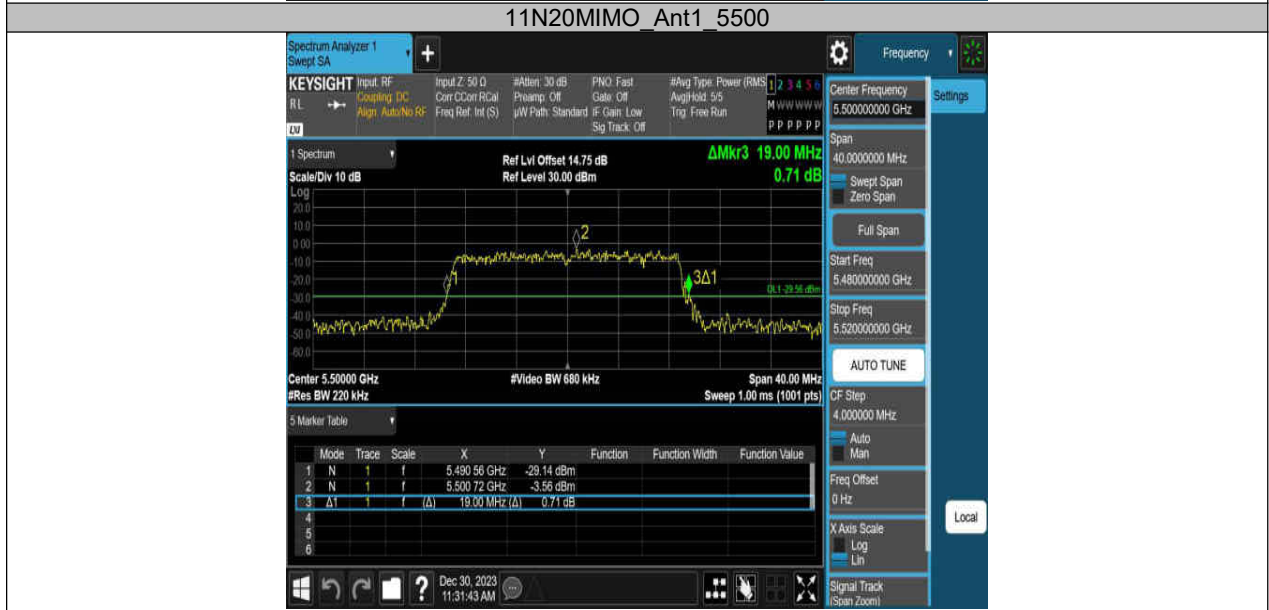 11N20MIMO_Ant1_5500
Spectrum Analyzer 1
Swept SA
+
Frequency
KEYSIGHT
RL
LXI
Input: RF
Coupling: DC
Align: Auto/No RF
Input Z: 50 Ω
Corr CCorr RCal
Freq Ref: Int (S)
#Atten: 30 dB
Preamp: Off
µW Path: Standard
PNO: Fast
Gate: Off
IF Gain: Low
Sig Track: Off
#Avg Type: Power (RMS
Avg|Hold: 5/5
Trig: Free Run
1 2 3 4 5 6
M W W W W W
P P P P P P
1 Spectrum
Scale/Div 10 dB
Ref Lvl Offset 14.75 dB
Ref Level 30.00 dBm
ΔMkr3 19.00 MHz
0.71 dB
Log
20.0
10.0
0.00
-10.0
-20.0
-30.0
-40.0
-50.0
-60.0
1
2
3Δ1
DL1 -29.56 dBm
Center 5.50000 GHz
#Video BW 680 kHz
Span 40.00 MHz
#Res BW 220 kHz
Sweep 1.00 ms (1001 pts)
5 Marker Table
Mode Trace Scale X Y Function Function Width Function Value
1 N 1 f 5.490 56 GHz -29.14 dBm
2 N 1 f 5.500 72 GHz -3.56 dBm
3 Δ1 1 f (Δ) 19.00 MHz (Δ) 0.71 dB
4
5
6
?
Dec 30, 2023
11:31:43 AM
Center Frequency
5.500000000 GHz
Settings
Span
40.0000000 MHz
Swept Span
Zero Span
Full Span
Start Freq
5.480000000 GHz
Stop Freq
5.520000000 GHz
AUTO TUNE
CF Step
4.000000 MHz
Auto
Man
Freq Offset
0 Hz
X Axis Scale
Log
Lin
Local
Signal Track
(Span Zoom)